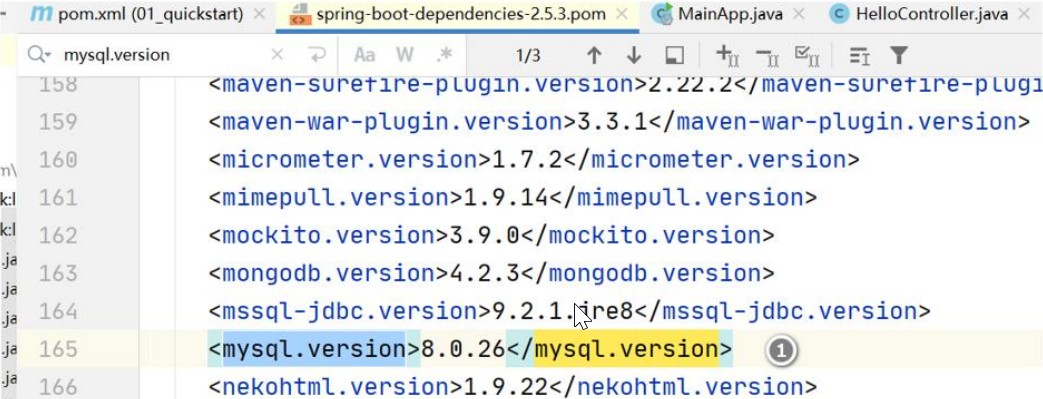 pom.xml (01_quickstart) spring-boot-dependencies-2.5.3.pom MainApp.java HelloController.java
mysql.version Aa W .* 1/3
158 <maven-surefire-plugin.version>2.22.2</maven-surefire-plugi
159 <maven-war-plugin.version>3.3.1</maven-war-plugin.version>
160 <micrometer.version>1.7.2</micrometer.version>
161 <mimepull.version>1.9.14</mimepull.version>
162 <mockito.version>3.9.0</mockito.version>
163 <mongodb.version>4.2.3</mongodb.version>
164 <mssql-jdbc.version>9.2.1.jre8</mssql-jdbc.version>
165 <mysql.version>8.0.26</mysql.version> 1
166 <nekohtml.version>1.9.22</nekohtml.version>